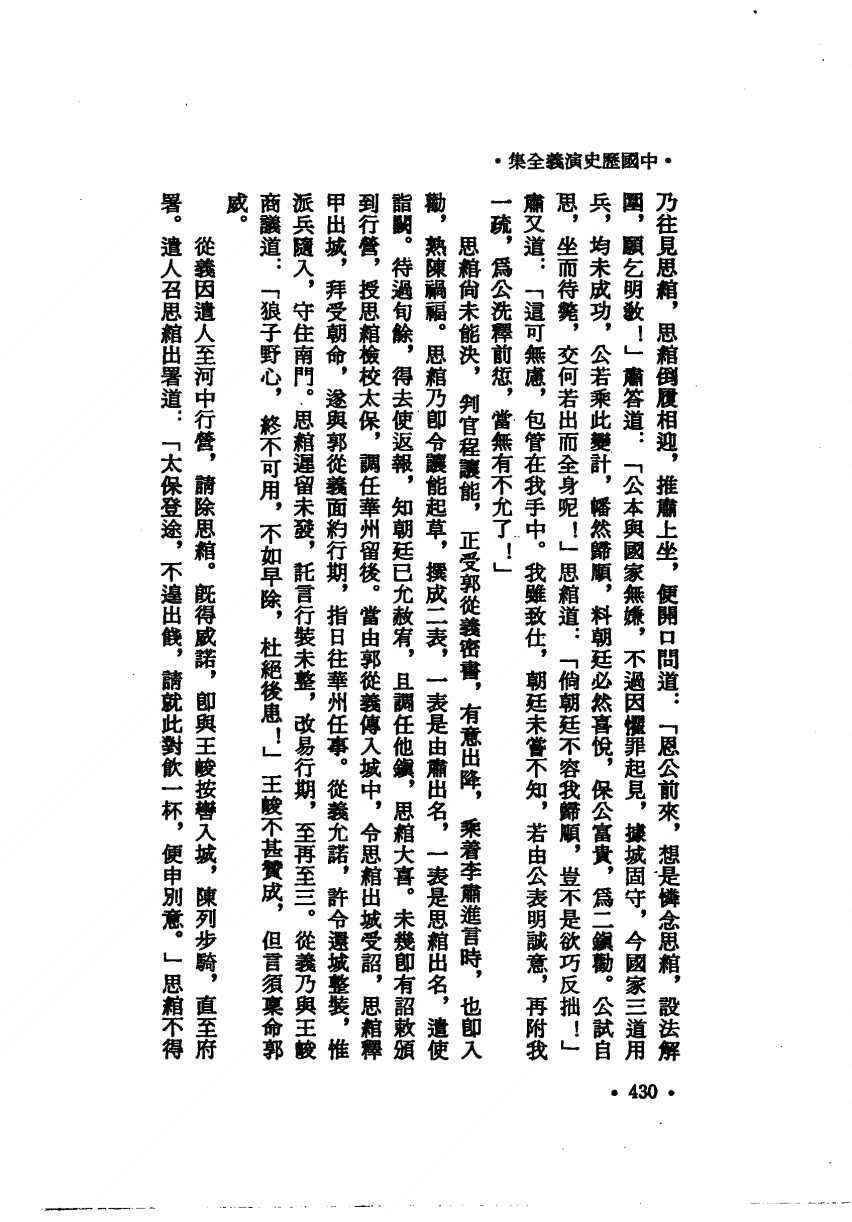 •中國歷史演義全集•
乃往見思綰，思綰倒履相迎，推肅上坐，便開口問道：「恩公前來，想是憐念思綰，設法解
圍，願乞明教！」肅答道：「公本與國家無嫌，不過因懼罪起見，據城固守，今國家三道用
兵，均未成功，公若乘此變計，幡然歸順，料朝廷必然喜悅，保公富貴，爲二鎭勸。公試自
思，坐而待斃，交何若出而全身呢！」思綰道：「倘朝廷不容我歸順，豈不是欲巧反拙！」
肅又道：「這可無慮，包管在我手中。我雖致仕，朝廷未嘗不知，若由公表明誠意，再附我
一疏，爲公洗釋前愆，當無有不允了！」
思綰尙未能決，判官程讓能，正受郭從義密書，有意出降，乘着李肅進言時，也卽入
勸，熟陳禍福。思綰乃卽令讓能起草，撰成二表，一表是由肅出名，一表是思綰出名，遣使
詣闕。待過旬餘，得去使返報，知朝廷已允赦宥，且調任他鎭，思綰大喜。未幾卽有詔敕頒
到行營，授思綰檢校太保，調任華州留後。當由郭從義傳入城中，令思綰出城受詔，思綰釋
甲出城，拜受朝命，遂與郭從義面約行期，指日往華州任事。從義允諾，許令還城整裝，惟
派兵隨入，守住南門。思綰遲留未發，託言行裝未整，改易行期，至再至三。從義乃與王峻
商議道：「狼子野心，終不可用，不如早除，杜絕後患！」王峻不甚贊成，但言須稟命郭
威。
從義因遣人至河中行營，請除思綰。旣得威諾，卽與王峻按轡入城，陳列步騎，直至府
署。遣人召思綰出署道：「太保登途，不遑出餞，請就此對飲一杯，便申別意。」思綰不得
•430•